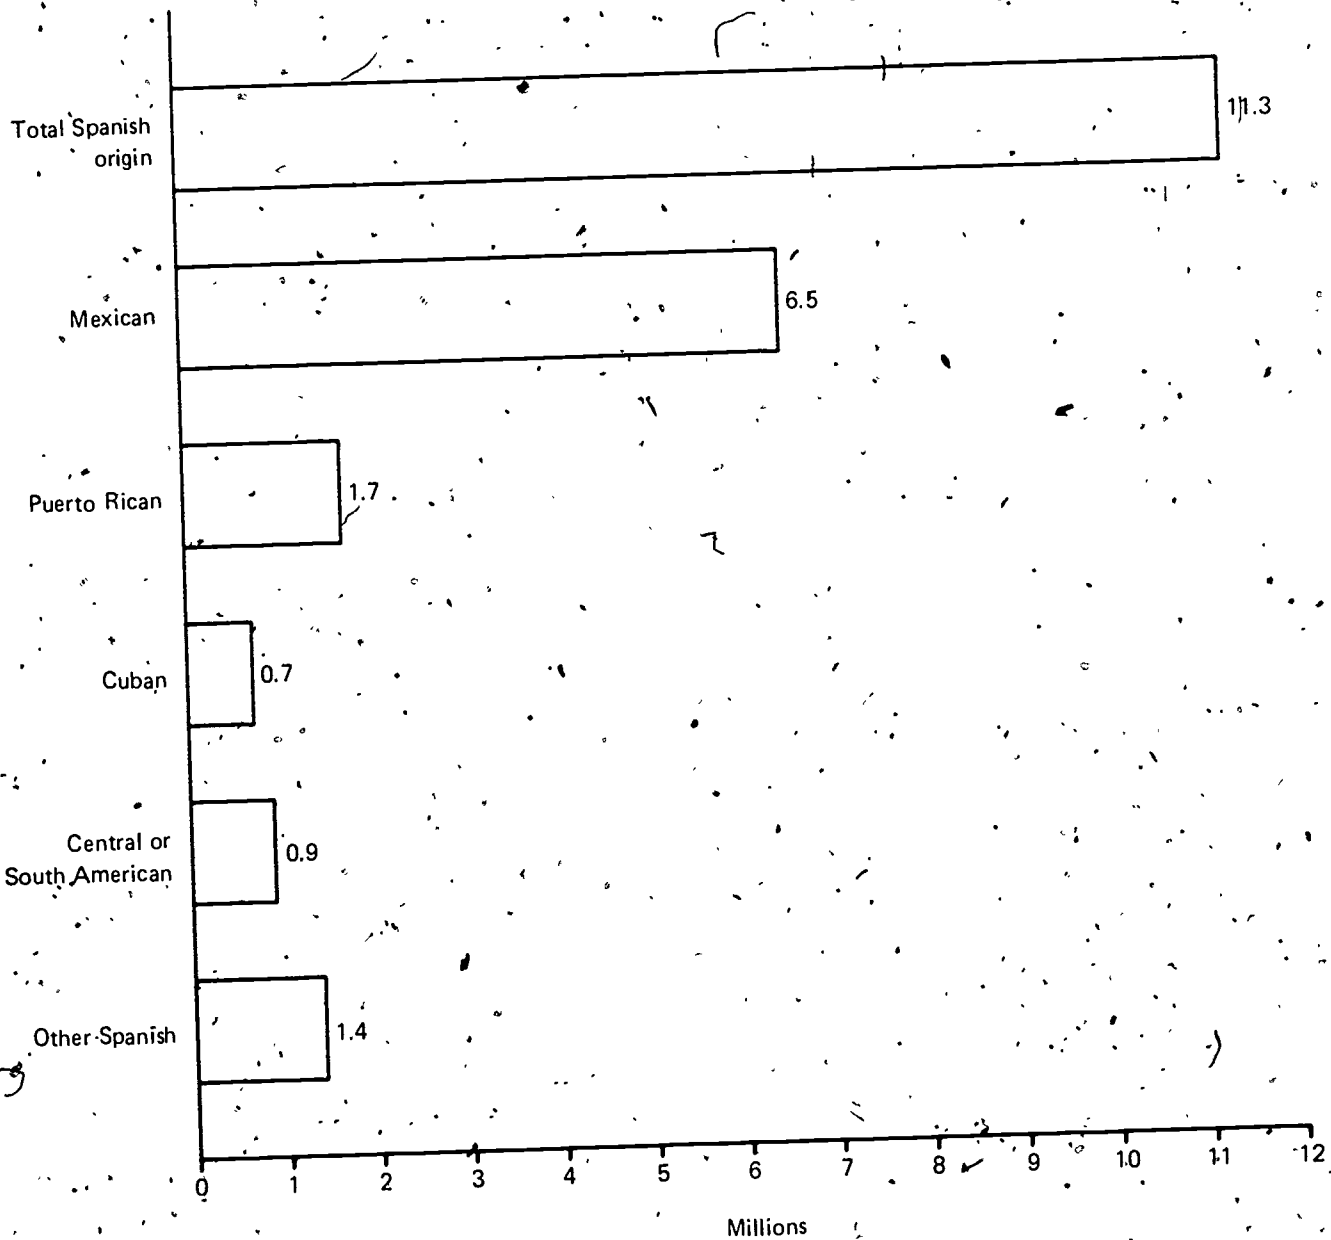 Total Spanish
origin
11.3
Mexican
6.5
Puerto Rican
1.7
Cuban
0.7
Central or
South American
0.9
Other Spanish
1.4
0 1 2 3 4 5 6 7 8 9 10 11 12
Millions